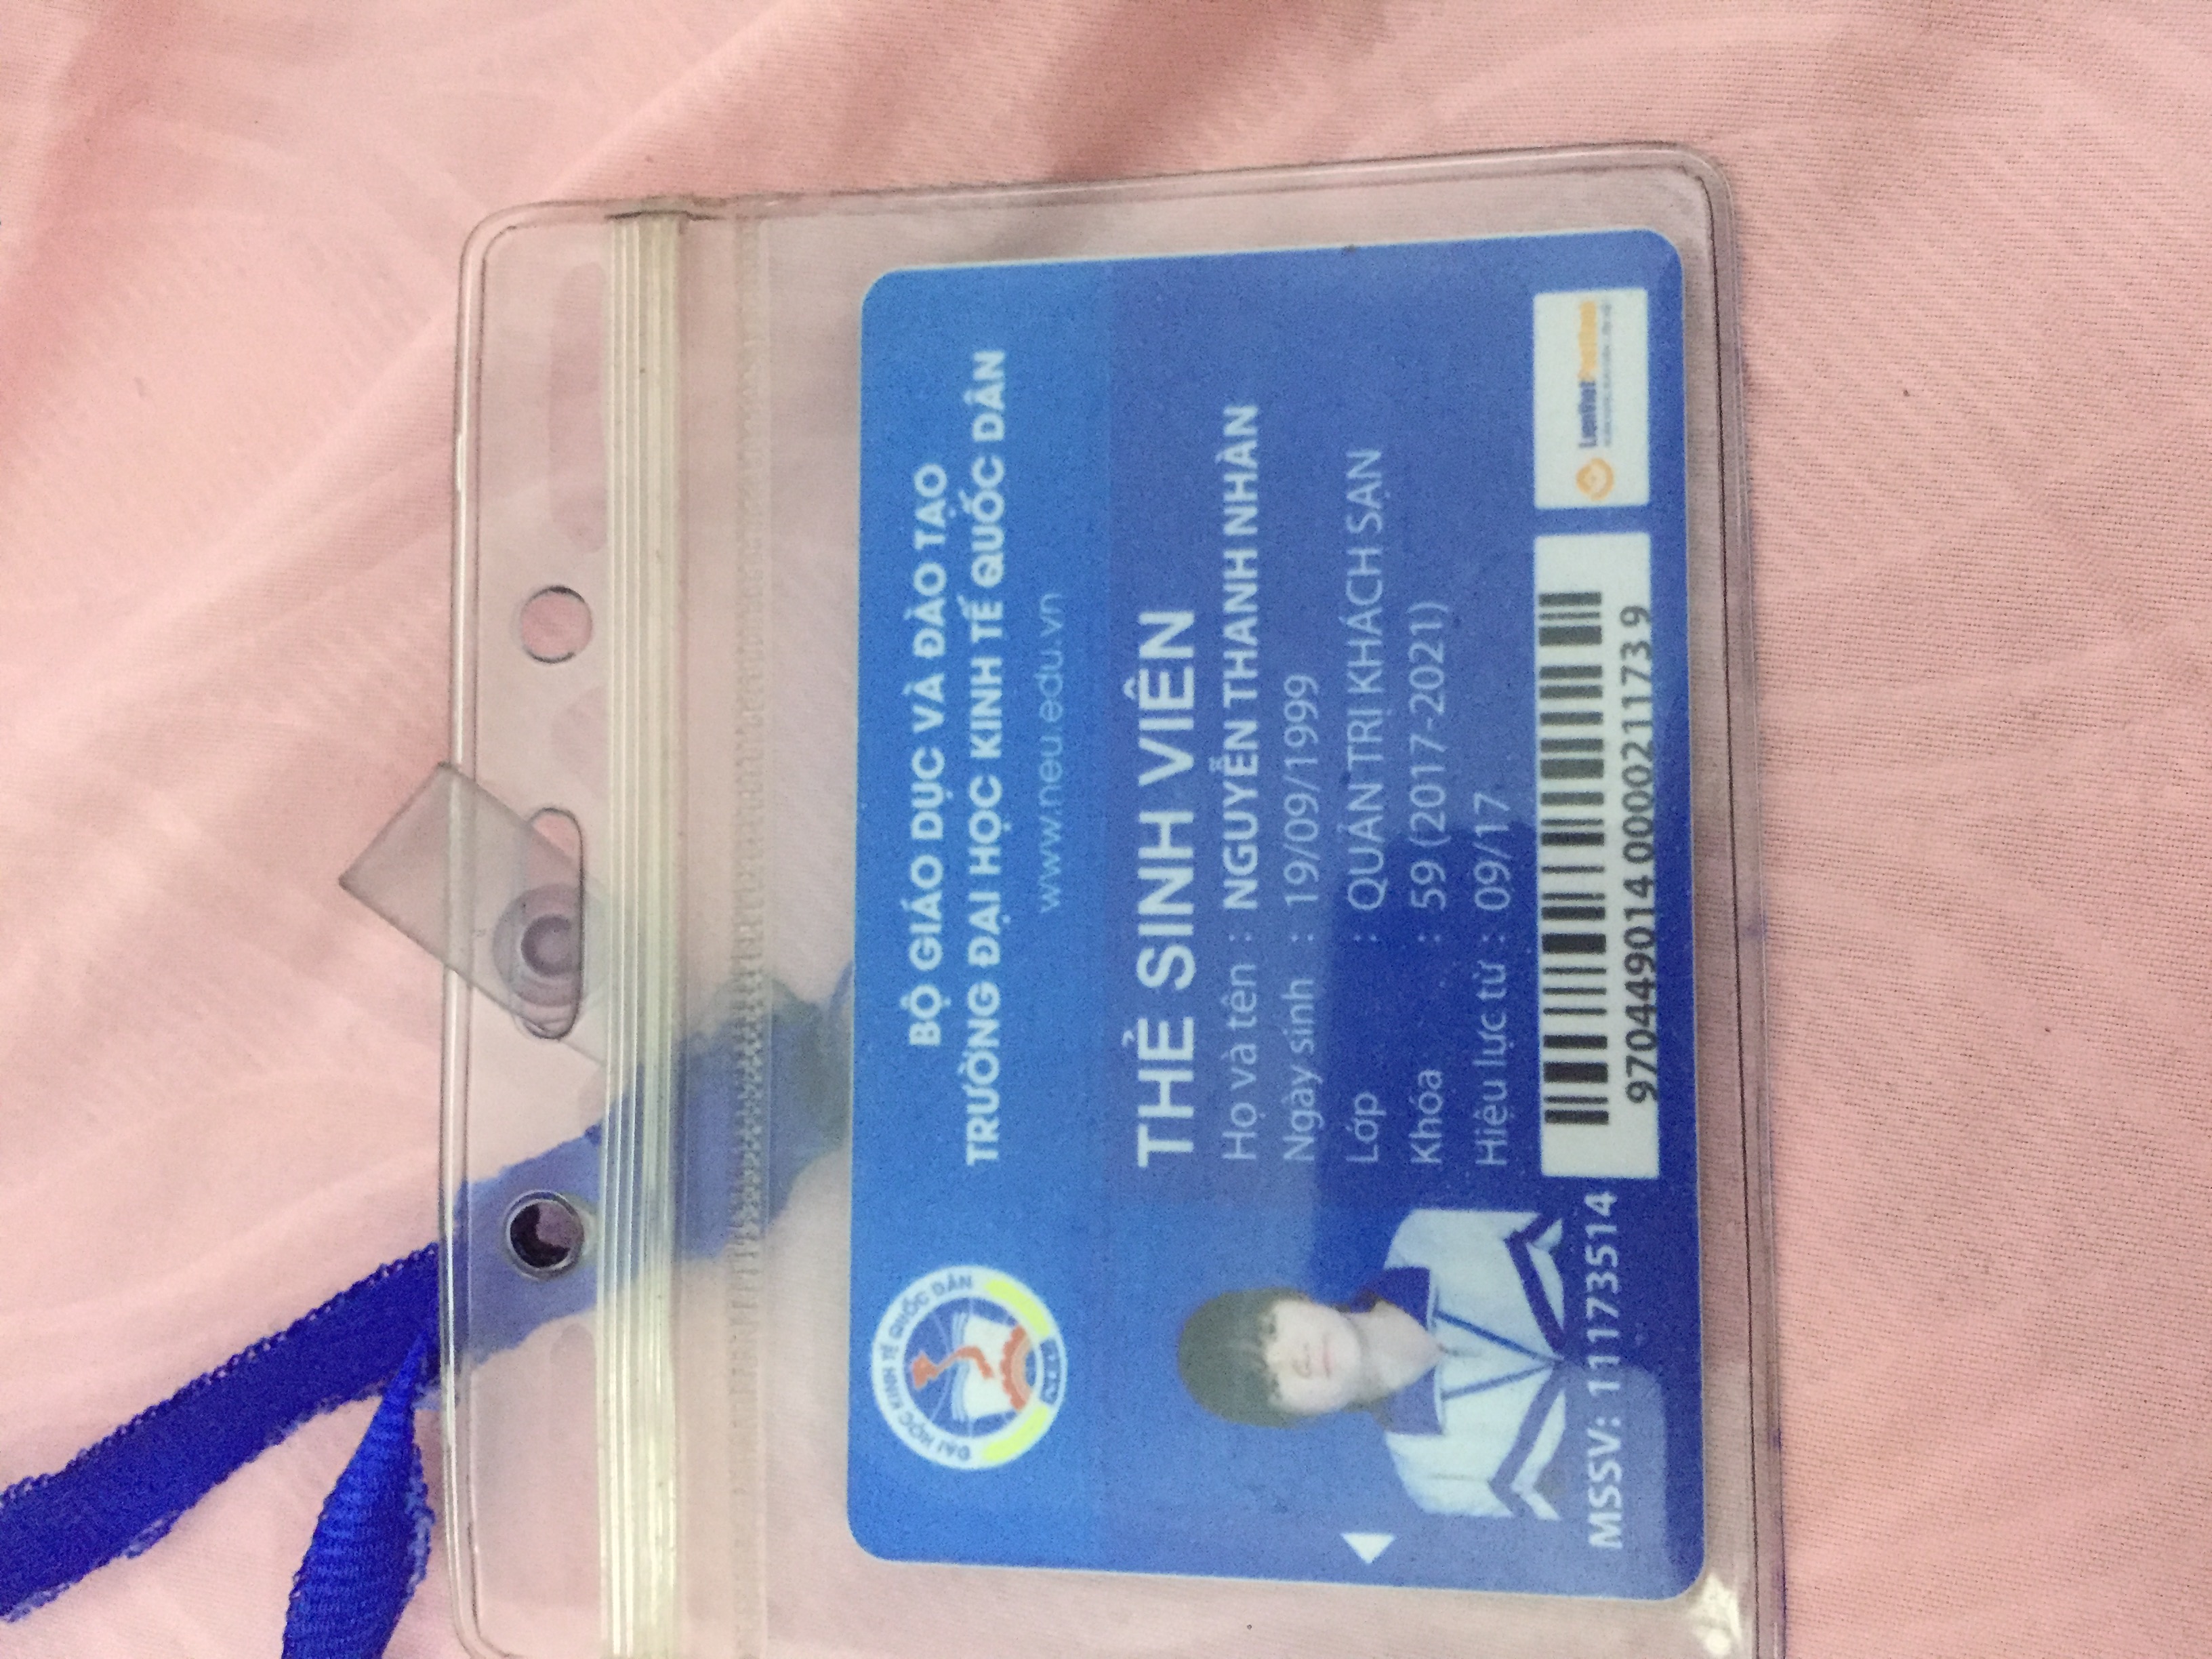 ĐẠI HỌC KINH TẾ QUỐC DÂN
NEU
BỘ GIÁO DỤC VÀ ĐÀO TẠO
TRƯỜNG ĐẠI HỌC KINH TẾ QUỐC DÂN
www.neu.edu.vn
THẺ SINH VIÊN
Họ và tên : NGUYỄN THANH NHÀN
Ngày sinh : 19/09/1999
Lớp : QUẢN TRỊ KHÁCH SẠN
Khóa : 59 (2017-2021)
Hiệu lực từ : 09/17
MSSV: 11173514
970449014 000021173 9
LienVietPostBank